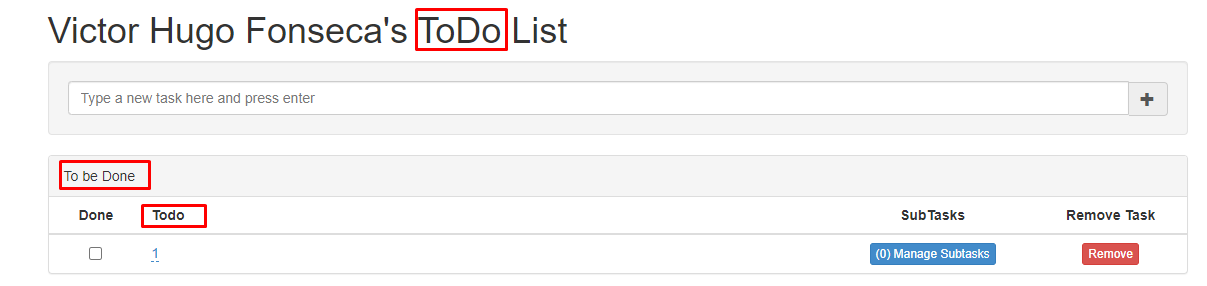 Victor Hugo Fonseca's ToDo List
Type a new task here and press enter
To be Done
Done Todo SubTasks Remove Task
1 (0) Manage Subtasks Remove